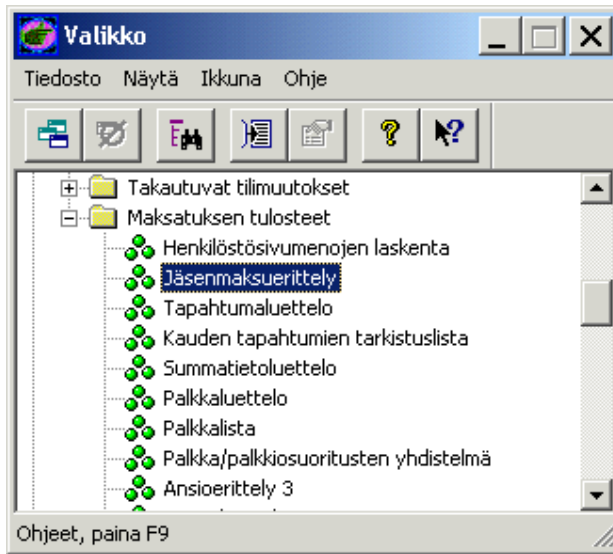 Valikko
Tiedosto Näytä Ikkuna Ohje
Takautuvat tilimuutokset
Maksatuksen tulosteet
Henkilöstösivumenojen laskenta
Jäsenmaksuerittely
Tapahtumaluettelo
Kauden tapahtumien tarkistuslista
Summatietoluettelo
Palkkaluettelo
Palkkalista
Palkka/palkkiosuoritusten yhdistelmä
Ansioerittely 3
Ohjeet, paina F9